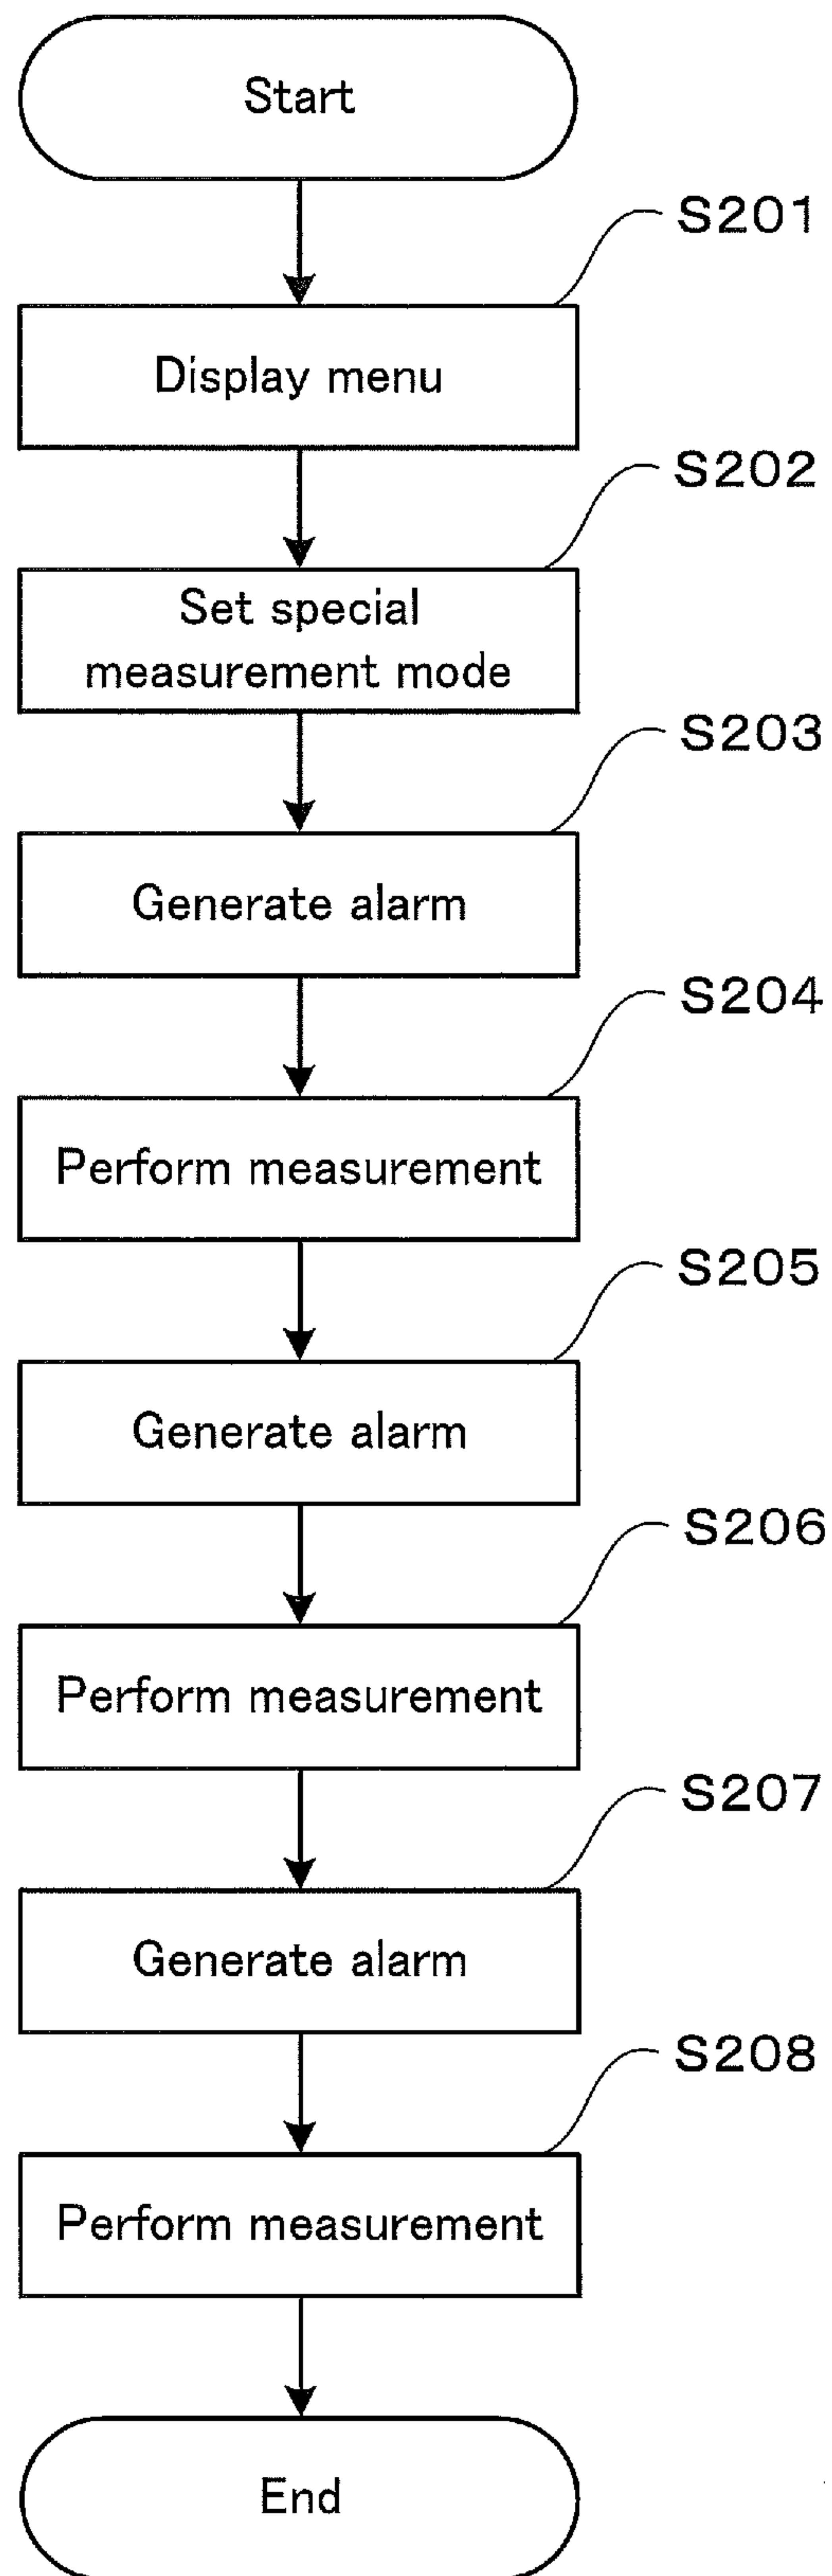 Start
S201
Display menu
S202
Set special
measurement mode
S203
Generate alarm
S204
Perform measurement
S205
Generate alarm
S206
Perform measurement
S207
Generate alarm
S208
Perform measurement
End